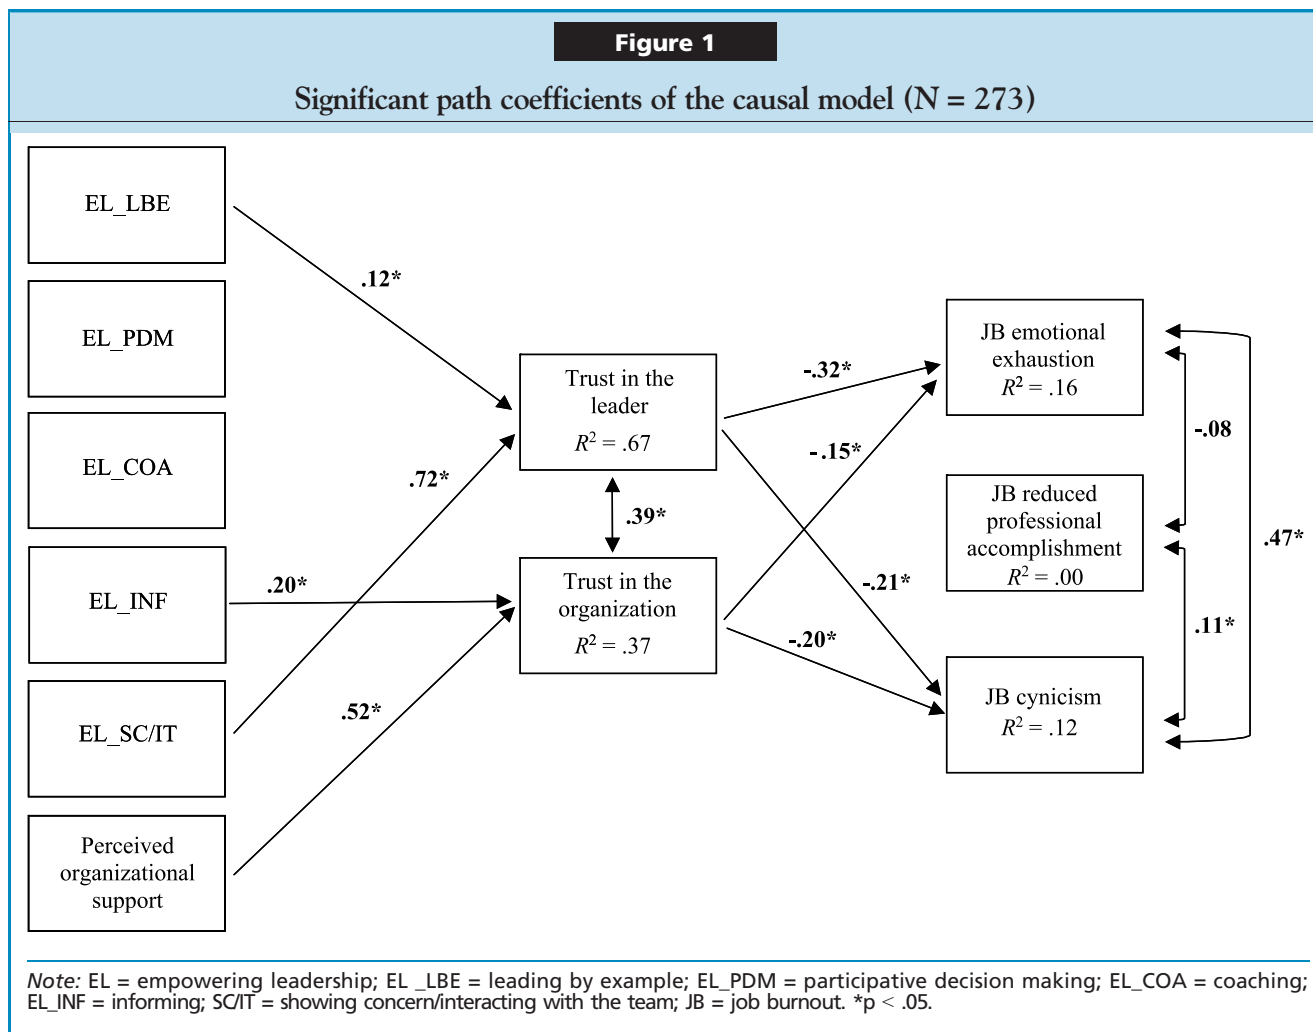 Figure 1
Significant path coefficients of the causal model (N = 273)
EL_LBE
EL_PDM
EL_COA
EL_INF
EL_SC/IT
Perceived
organizational
support
.12*
.72*
.20*
.52*
Trust in the
leader
R² = .67
.39*
Trust in the
organization
R² = .37
-.32*
-.15*
-.21*
-.20*
JB emotional
exhaustion
R² = .16
JB reduced
professional
accomplishment
R² = .00
JB cynicism
R² = .12
-.08
.11*
.47*
Note: EL = empowering leadership; EL _LBE = leading by example; EL_PDM = participative decision making; EL_COA = coaching;
EL_INF = informing; SC/IT = showing concern/interacting with the team; JB = job burnout. *p < .05.